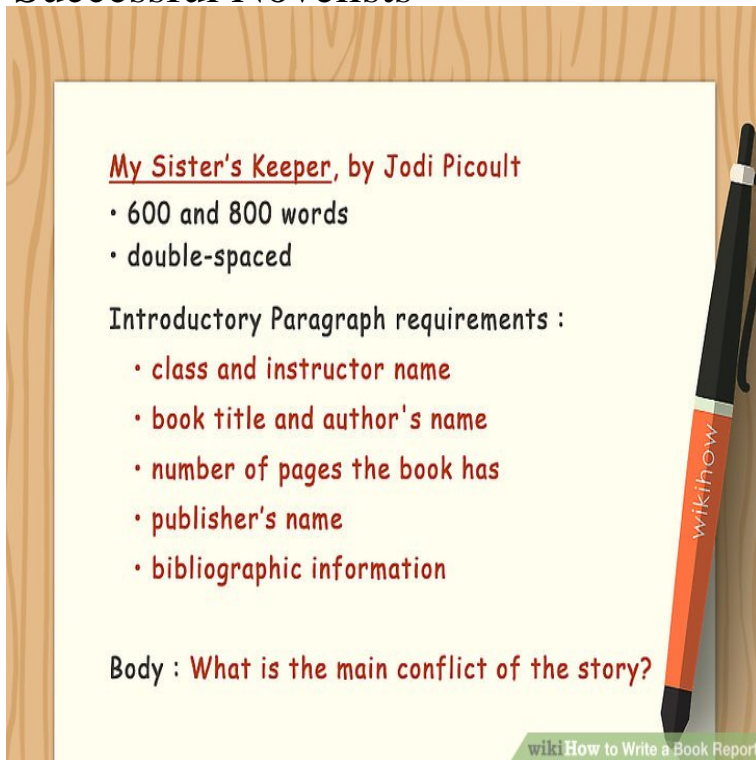 Successful Novelists
My Sister's Keeper, by Jodi Picoult
• 600 and 800 words
• double-spaced
Introductory Paragraph requirements :
• class and instructor name
• book title and author's name
• number of pages the book has
• publisher's name
• bibliographic information
Body : What is the main conflict of the story?
wikihow
wikiHow to Write a Book Report